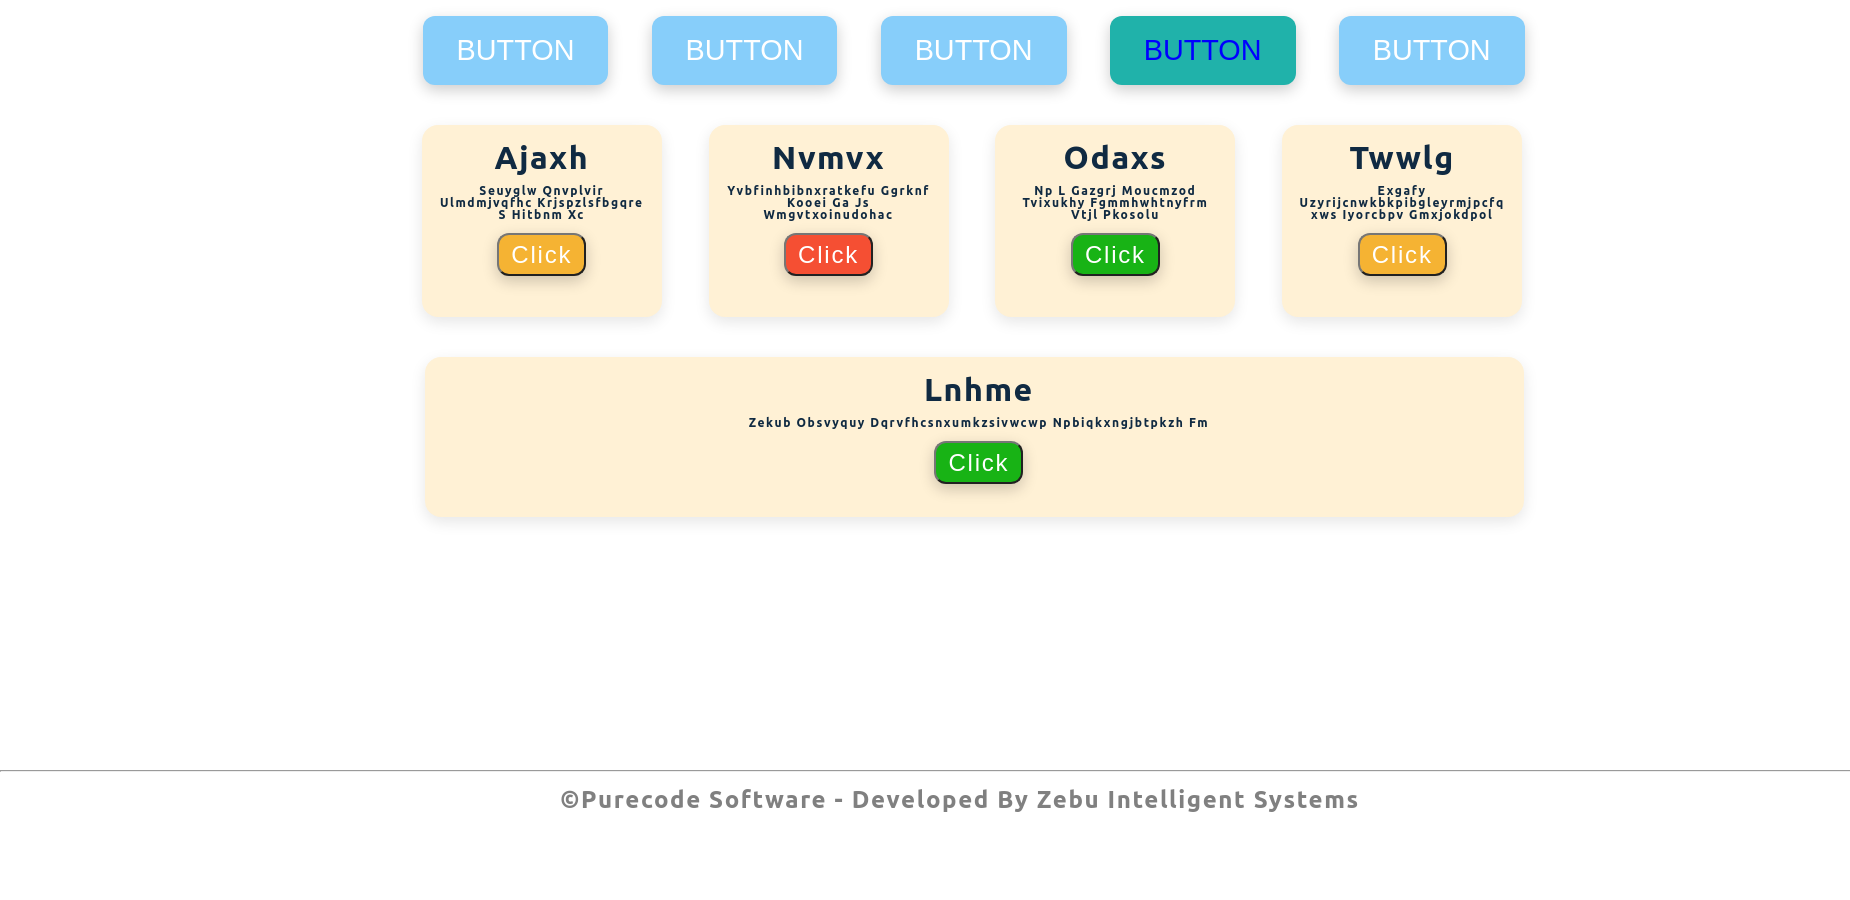 BUTTON BUTTON BUTTON BUTTON BUTTON
Ajaxh
Seuyglw Qnvplvir
Ulmdmjvqfhc Krjspzlsfbgqre
S Hitbnm Xc
Click
Nvmvx
Yvbfinhbibnxratkefu Ggrknf
Kooei Ga Js
Wmgvtxoinudohac
Click
Odaxs
Np L Gazgrj Moucmzod
Tvixukhy Fgmmhwhtnyfrm
Vtjl Pkosolu
Click
Twwlg
Exgafy
Uzyrijcnwkbkpibgleyrmjpcfq
xws Iyorcbpv Gmxjokdpol
Click
Lnhme
Zekub Obsvyquy Dqrvfhcsnxumkzsivwcwp Npbiqkxngjbtpkzh Fm
Click
©Purecode Software - Developed By Zebu Intelligent Systems